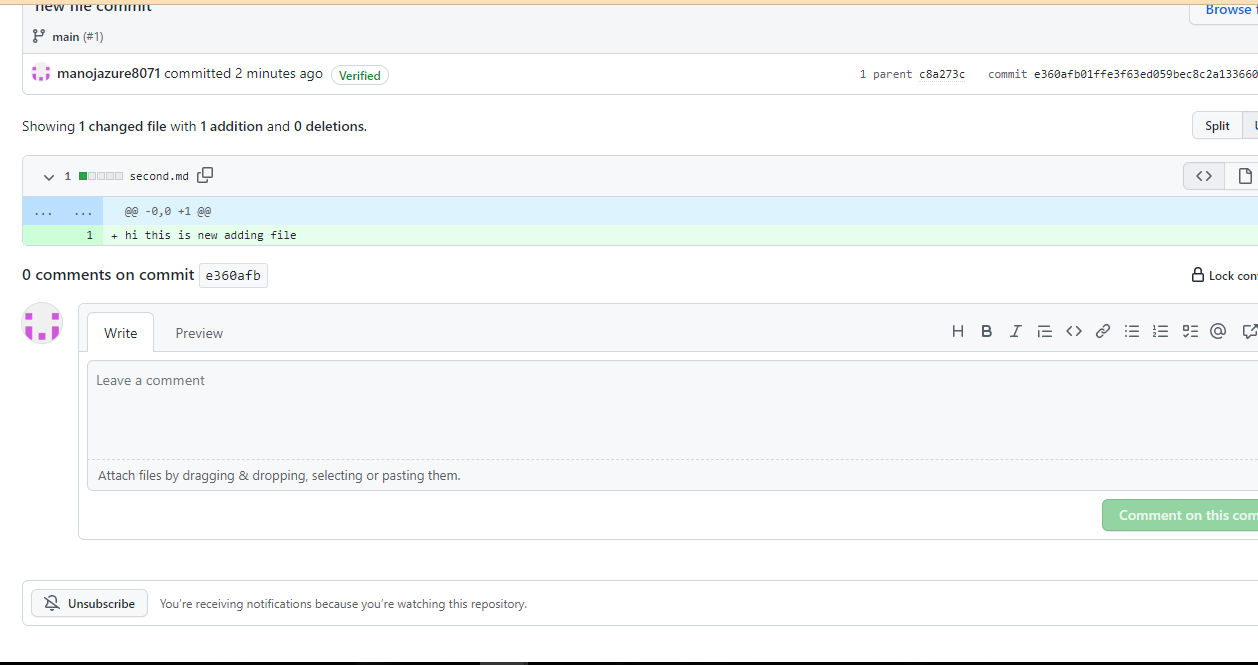 new file commit
Browse f
main (#1)
manojazure8071 committed 2 minutes ago Verified
1 parent c8a273c commit e360afb01ffe3f63ed059bec8c2a133660
Showing 1 changed file with 1 addition and 0 deletions.
Split
1 second.md
... ... @@ -0,0 +1 @@
1 + hi this is new adding file
0 comments on commit e360afb
Lock con
Write Preview
Leave a comment
Attach files by dragging & dropping, selecting or pasting them.
Comment on this com
Unsubscribe You’re receiving notifications because you’re watching this repository.